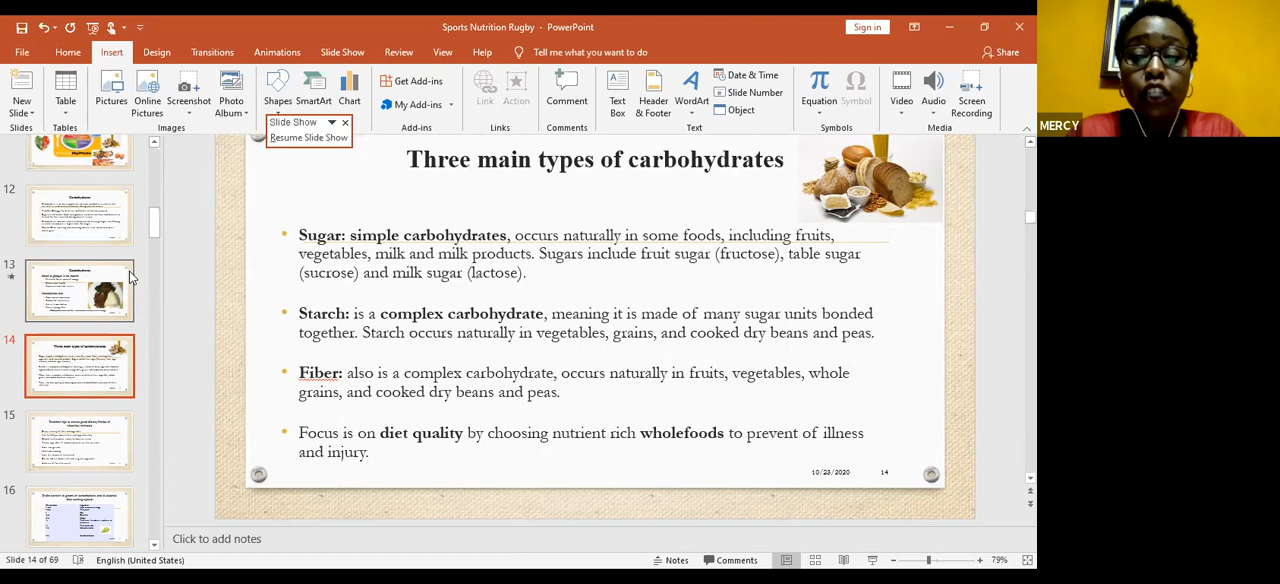 Sports Nutrition Rugby - PowerPoint
Sign in
File Home Insert Design Transitions Animations Slide Show Review View Help Tell me what you want to do Share
New Slide Table Pictures Online Pictures Screenshot Photo Album Shapes SmartArt Chart Get Add-ins My Add-ins Link Action Comment Text Box Header & Footer WordArt Date & Time Slide Number Object Equation Symbol Video Audio Screen Recording
Slides Tables Images Add-ins Links Comments Text Symbols Media
Slide Show
Resume Slide Show
MERCY
12
Carbohydrates
13
Carbohydrates
14
Three main types of carbohydrates
15
16
Three main types of carbohydrates
Sugar: simple carbohydrates, occurs naturally in some foods, including fruits,
vegetables, milk and milk products. Sugars include fruit sugar (fructose), table sugar
(sucrose) and milk sugar (lactose).
Starch: is a complex carbohydrate, meaning it is made of many sugar units bonded
together. Starch occurs naturally in vegetables, grains, and cooked dry beans and peas.
Fiber: also is a complex carbohydrate, occurs naturally in fruits, vegetables, whole
grains, and cooked dry beans and peas.
Focus is on diet quality by choosing nutrient rich wholefoods to prevent of illness
and injury.
10/23/2020 14
Click to add notes
Slide 14 of 69 English (United States) Notes Comments 79%